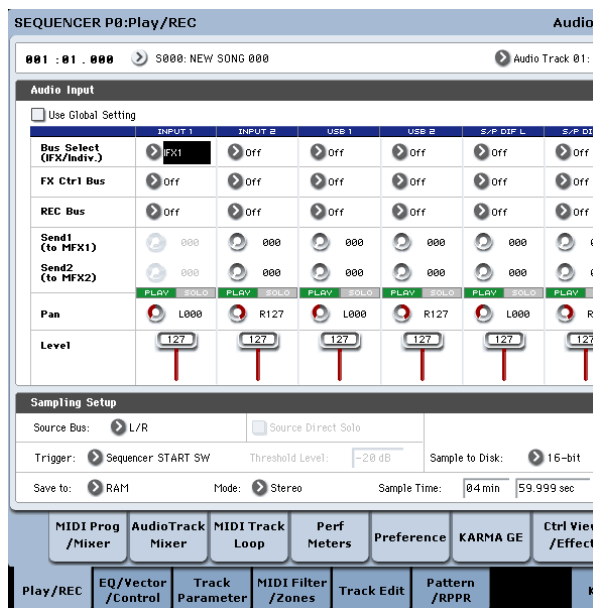 SEQUENCER P0:Play/REC Audio
001 :01 . 000 S000: NEW SONG 000 Audio Track 01:
Audio Input
Use Global Setting
INPUT 1 INPUT 2 USB 1 USB 2 S/P DIF L S/P DI
Bus Select (IFX/Indiv.) IFX1 Off Off Off Off Off
FX Ctrl Bus Off Off Off Off Off Off
REC Bus Off Off Off Off Off Off
Send1 (to MFX1) 000 000 000 000 000
Send2 (to MFX2) 000 000 000 000 000
PLAY SOLO PLAY SOLO PLAY SOLO PLAY SOLO PLAY SOLO PLAY
Pan L000 R127 L000 R127 L000 R
Level 127 127 127 127 127 127
Sampling Setup
Source Bus: L/R Source Direct Solo
Trigger: Sequencer START SW Threshold Level: -20 dB Sample to Disk: 16-bit
Save to: RAM Mode: Stereo Sample Time: 04 min 59.999 sec
MIDI Prog /Mixer AudioTrack Mixer MIDI Track Loop Perf Meters Preference KARMA GE Ctrl View /Effect
Play/REC EQ/Vector /Control Track Parameter MIDI Filter /Zones Track Edit Pattern /RPPR K